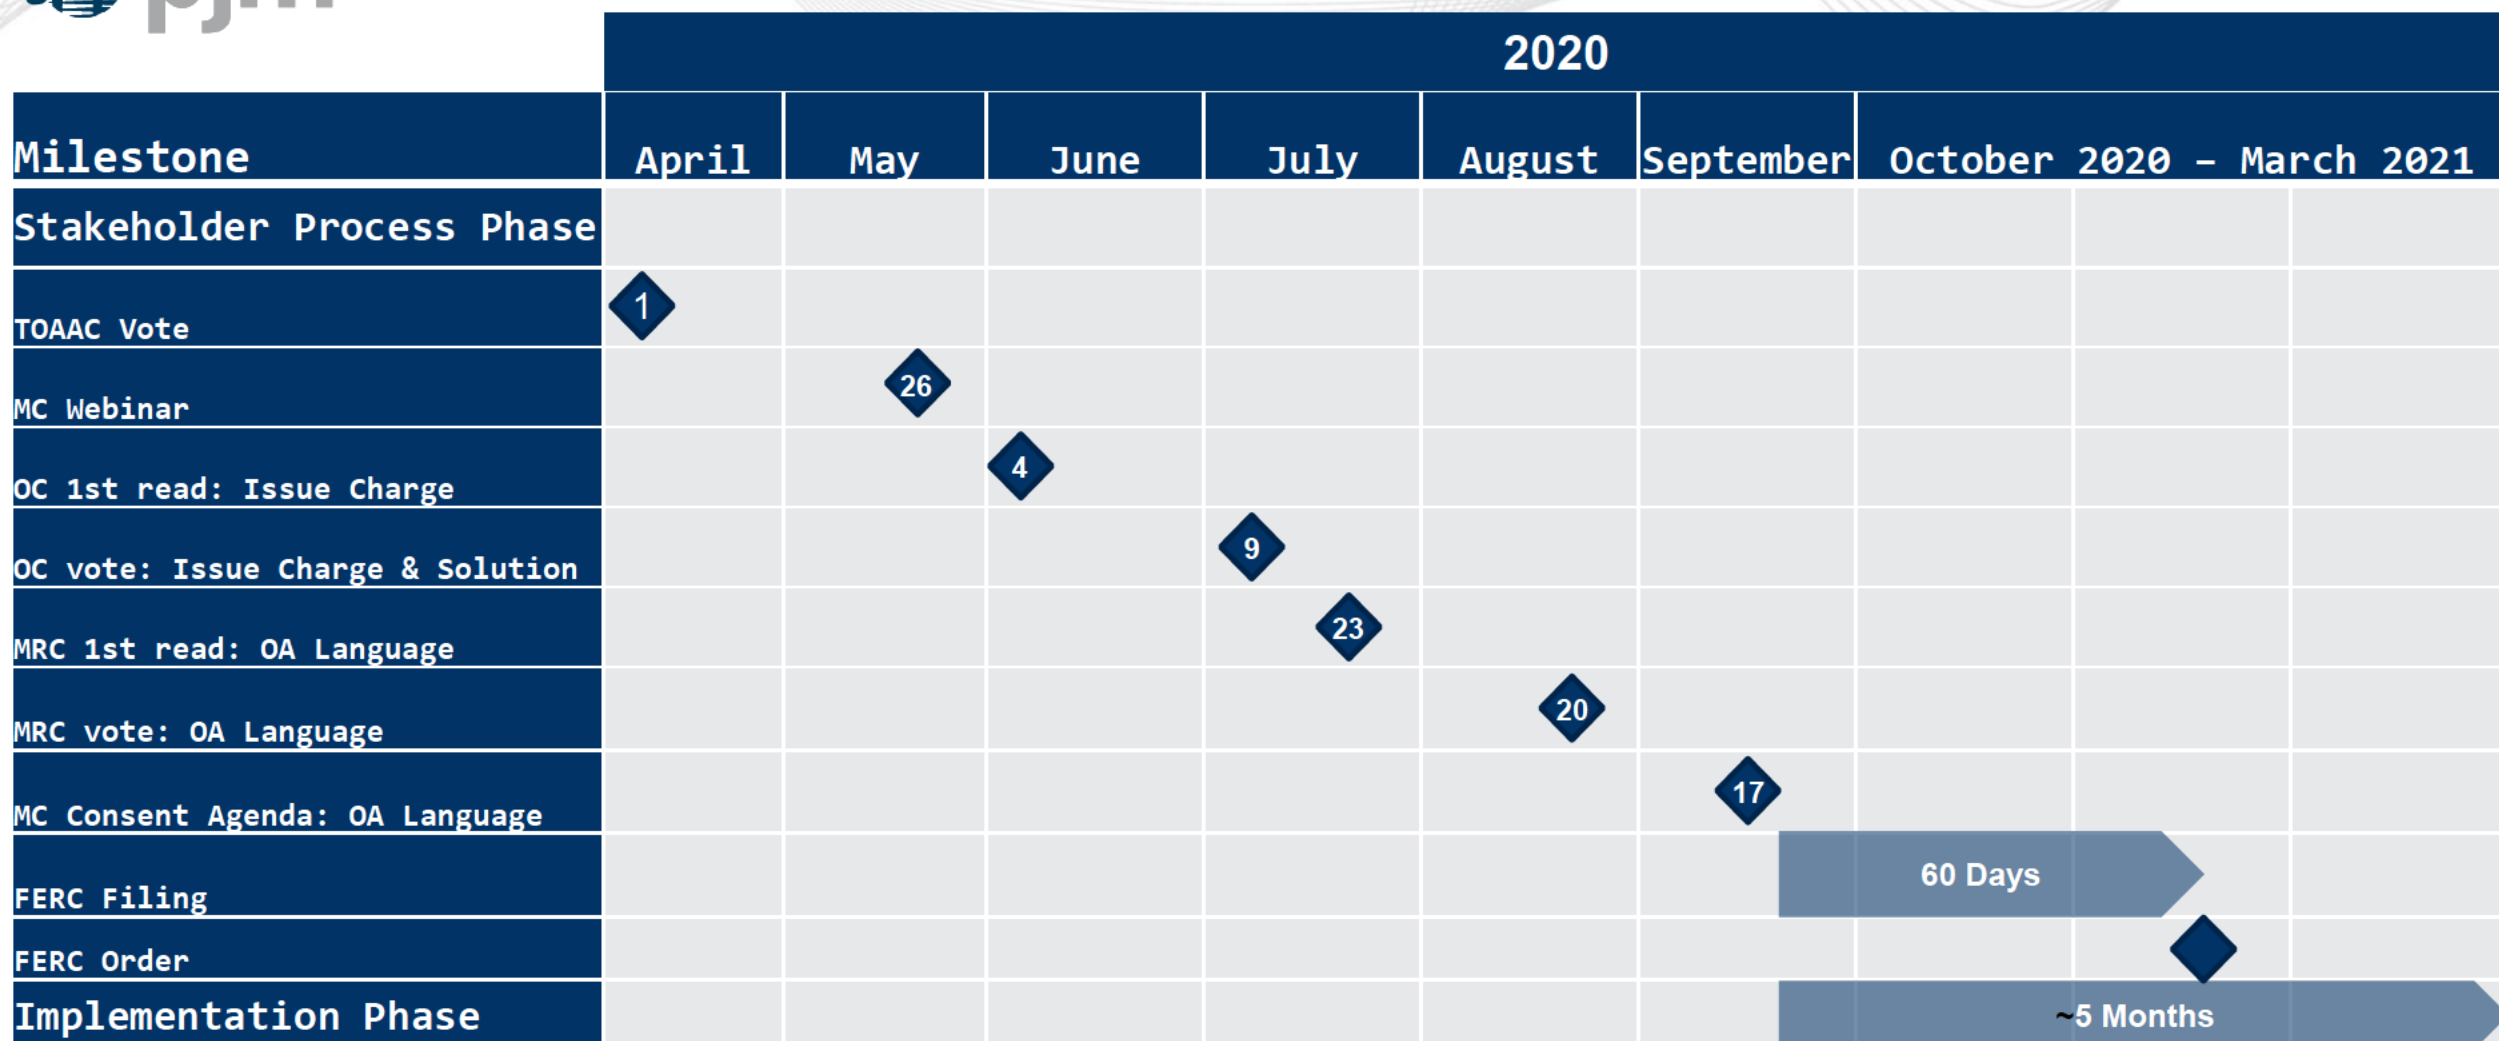 pjm
2020
Milestone April May June July August September October 2020 – March 2021
Stakeholder Process Phase
TOAAC Vote 1
MC Webinar 26
OC 1st read: Issue Charge 4
OC vote: Issue Charge & Solution 9
MRC 1st read: OA Language 23
MRC vote: OA Language 20
MC Consent Agenda: OA Language 17
FERC Filing 60 Days
FERC Order
Implementation Phase ~5 Months